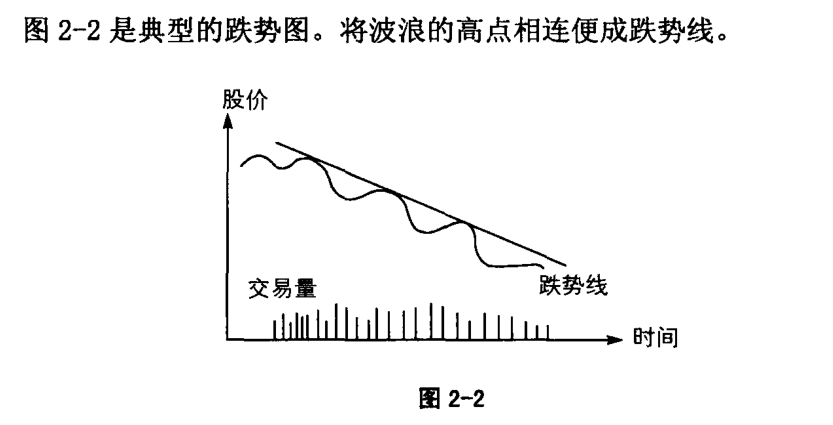 图 2-2 是典型的跌势图。将波浪的高点相连便成跌势线。
股价
交易量
跌势线
时间
图 2-2